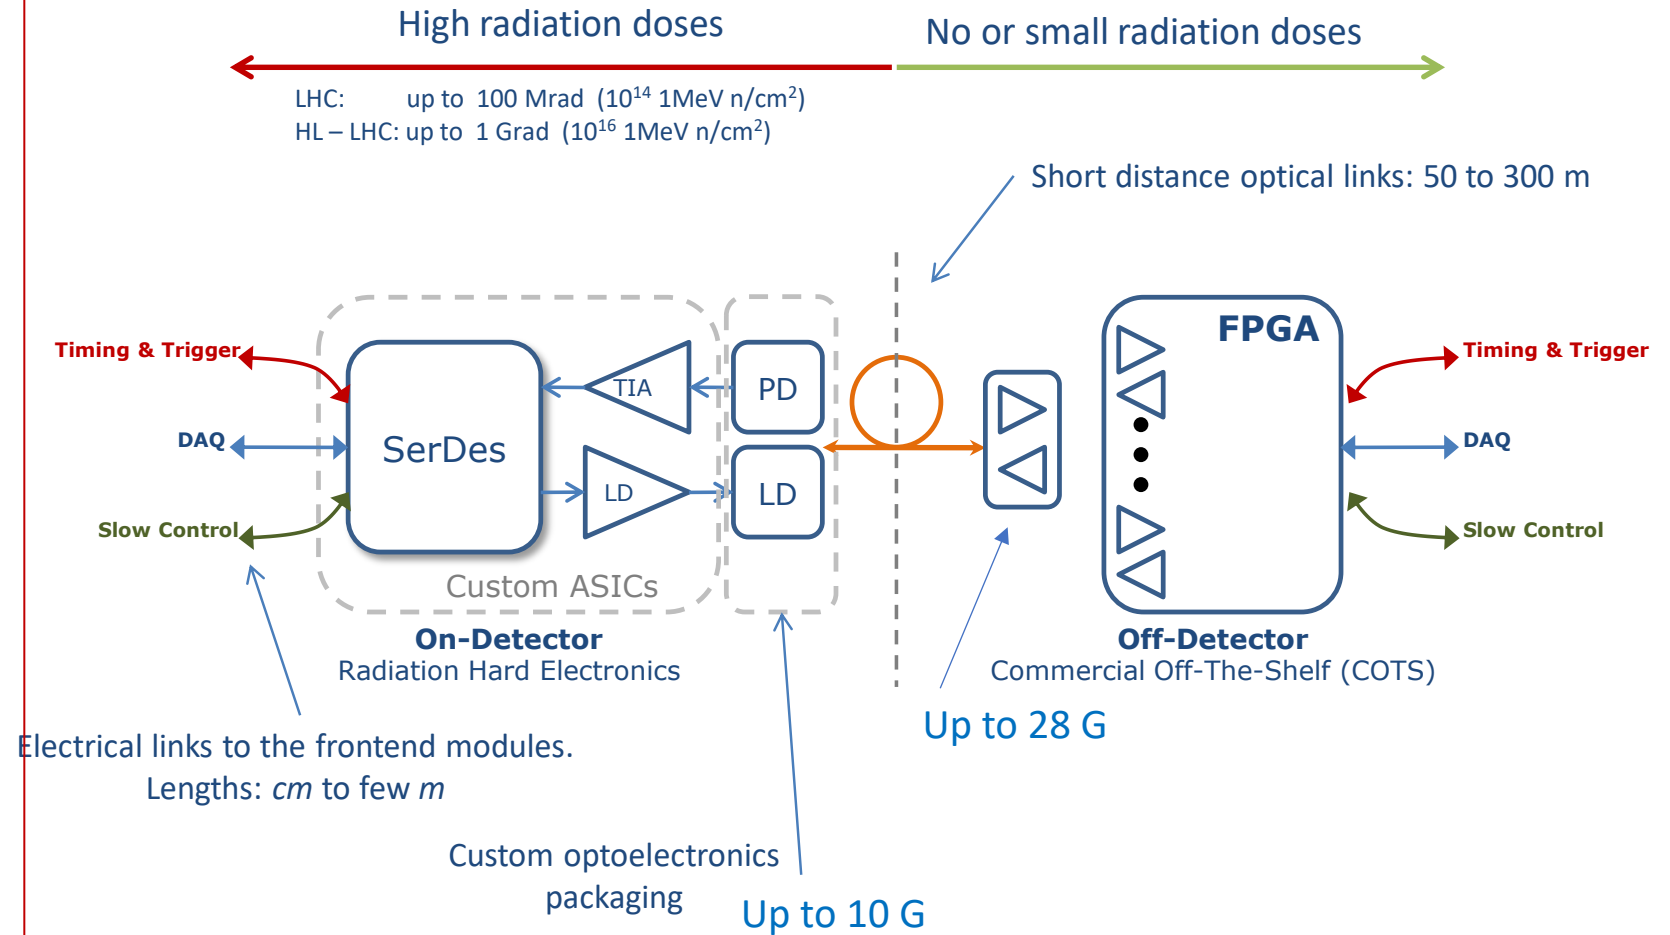 High radiation doses
No or small radiation doses
LHC: up to 100 Mrad (10¹⁴ 1MeV n/cm²)
HL – LHC: up to 1 Grad (10¹⁶ 1MeV n/cm²)
Short distance optical links: 50 to 300 m
FPGA
Timing & Trigger
Timing & Trigger
TIA
PD
DAQ
SerDes
DAQ
LD
LD
Slow Control
Slow Control
Custom ASICs
On-Detector
Radiation Hard Electronics
Off-Detector
Commercial Off-The-Shelf (COTS)
Up to 28 G
Electrical links to the frontend modules.
Lengths: cm to few m
Custom optoelectronics
packaging
Up to 10 G